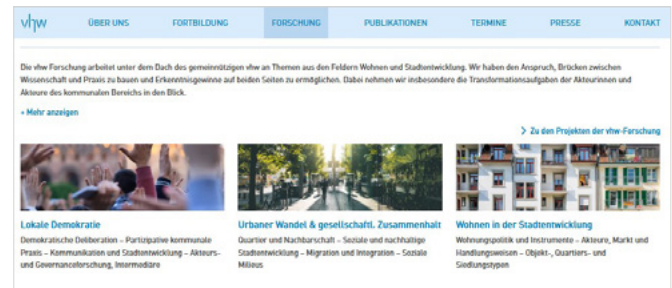 vhw ÜBER UNS FORTBILDUNG FORSCHUNG PUBLIKATIONEN TERMINE PRESSE KONTAKT
Die vhw Forschung arbeitet unter dem Dach des gemeinnützigen vhw an Themen aus den Feldern Wohnen und Stadtentwicklung. Wir haben den Anspruch, Brücken zwischen
Wissenschaft und Praxis zu bauen und Erkenntnisgewinne auf beiden Seiten zu ermöglichen. Dabei nehmen wir insbesondere die Transformationsaufgaben der Akteurinnen und
Akteure des kommunalen Bereichs in den Blick.
» Mehr anzeigen
> Zu den Projekten der vhw-Forschung
Lokale Demokratie
Demokratische Deliberation – Partizipative kommunale
Praxis – Kommunikation und Stadtentwicklung – Akteurs-
und Governanceforschung, Intermediäre
Urbaner Wandel & gesellschaftl. Zusammenhalt
Quartier und Nachbarschaft – Soziale und nachhaltige
Stadtentwicklung – Migration und Integration – Soziale
Milieus
Wohnen in der Stadtentwicklung
Wohnungspolitik und Instrumente – Akteure, Markt und
Handlungsweisen – Objekt-, Quartiers- und
Siedlungstypen